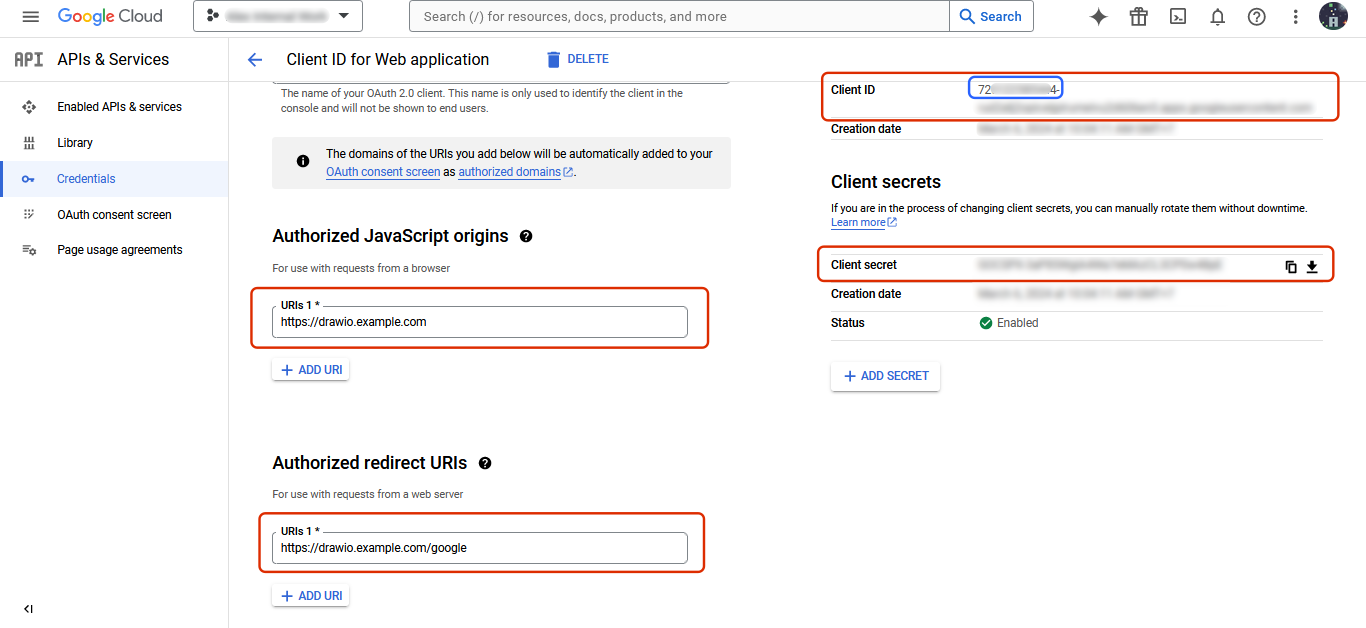 Google Cloud
Search (/) for resources, docs, products, and more
Search
API APIs & Services
Client ID for Web application
DELETE
Enabled APIs & services
Library
Credentials
OAuth consent screen
Page usage agreements
The name of your OAuth 2.0 client. This name is only used to identify the client in the
console and will not be shown to end users.
The domains of the URIs you add below will be automatically added to your
OAuth consent screen as authorized domains.
Authorized JavaScript origins
For use with requests from a browser
URIs 1 *
https://drawio.example.com
ADD URI
Authorized redirect URIs
For use with requests from a web server
URIs 1 *
https://drawio.example.com/google
ADD URI
Client ID
72
4-
Creation date
Client secrets
If you are in the process of changing client secrets, you can manually rotate them without downtime.
Learn more
Client secret
Creation date
Status
Enabled
ADD SECRET